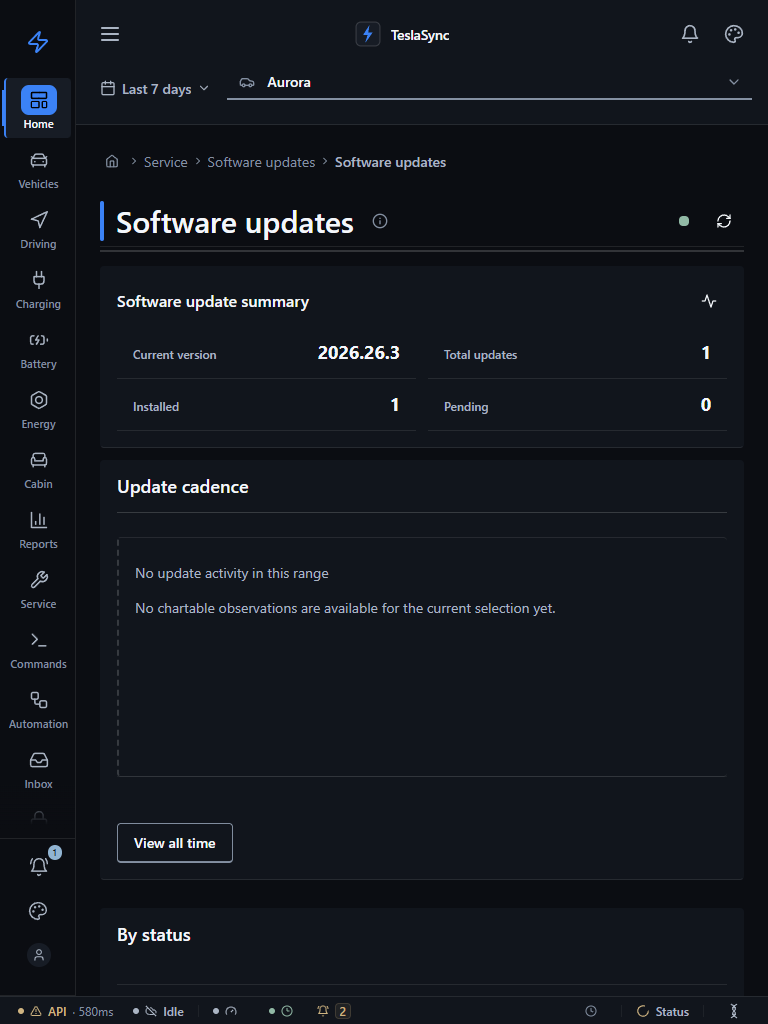 TeslaSync
Last 7 days
Aurora
Home
Vehicles
Driving
Charging
Battery
Energy
Cabin
Reports
Service
Commands
Automation
Inbox
1
Service
Software updates
Software updates
Software updates
Software update summary
Current version 2026.26.3
Total updates 1
Installed 1
Pending 0
Update cadence
No update activity in this range
No chartable observations are available for the current selection yet.
View all time
By status
API · 580ms
Idle
2
Status